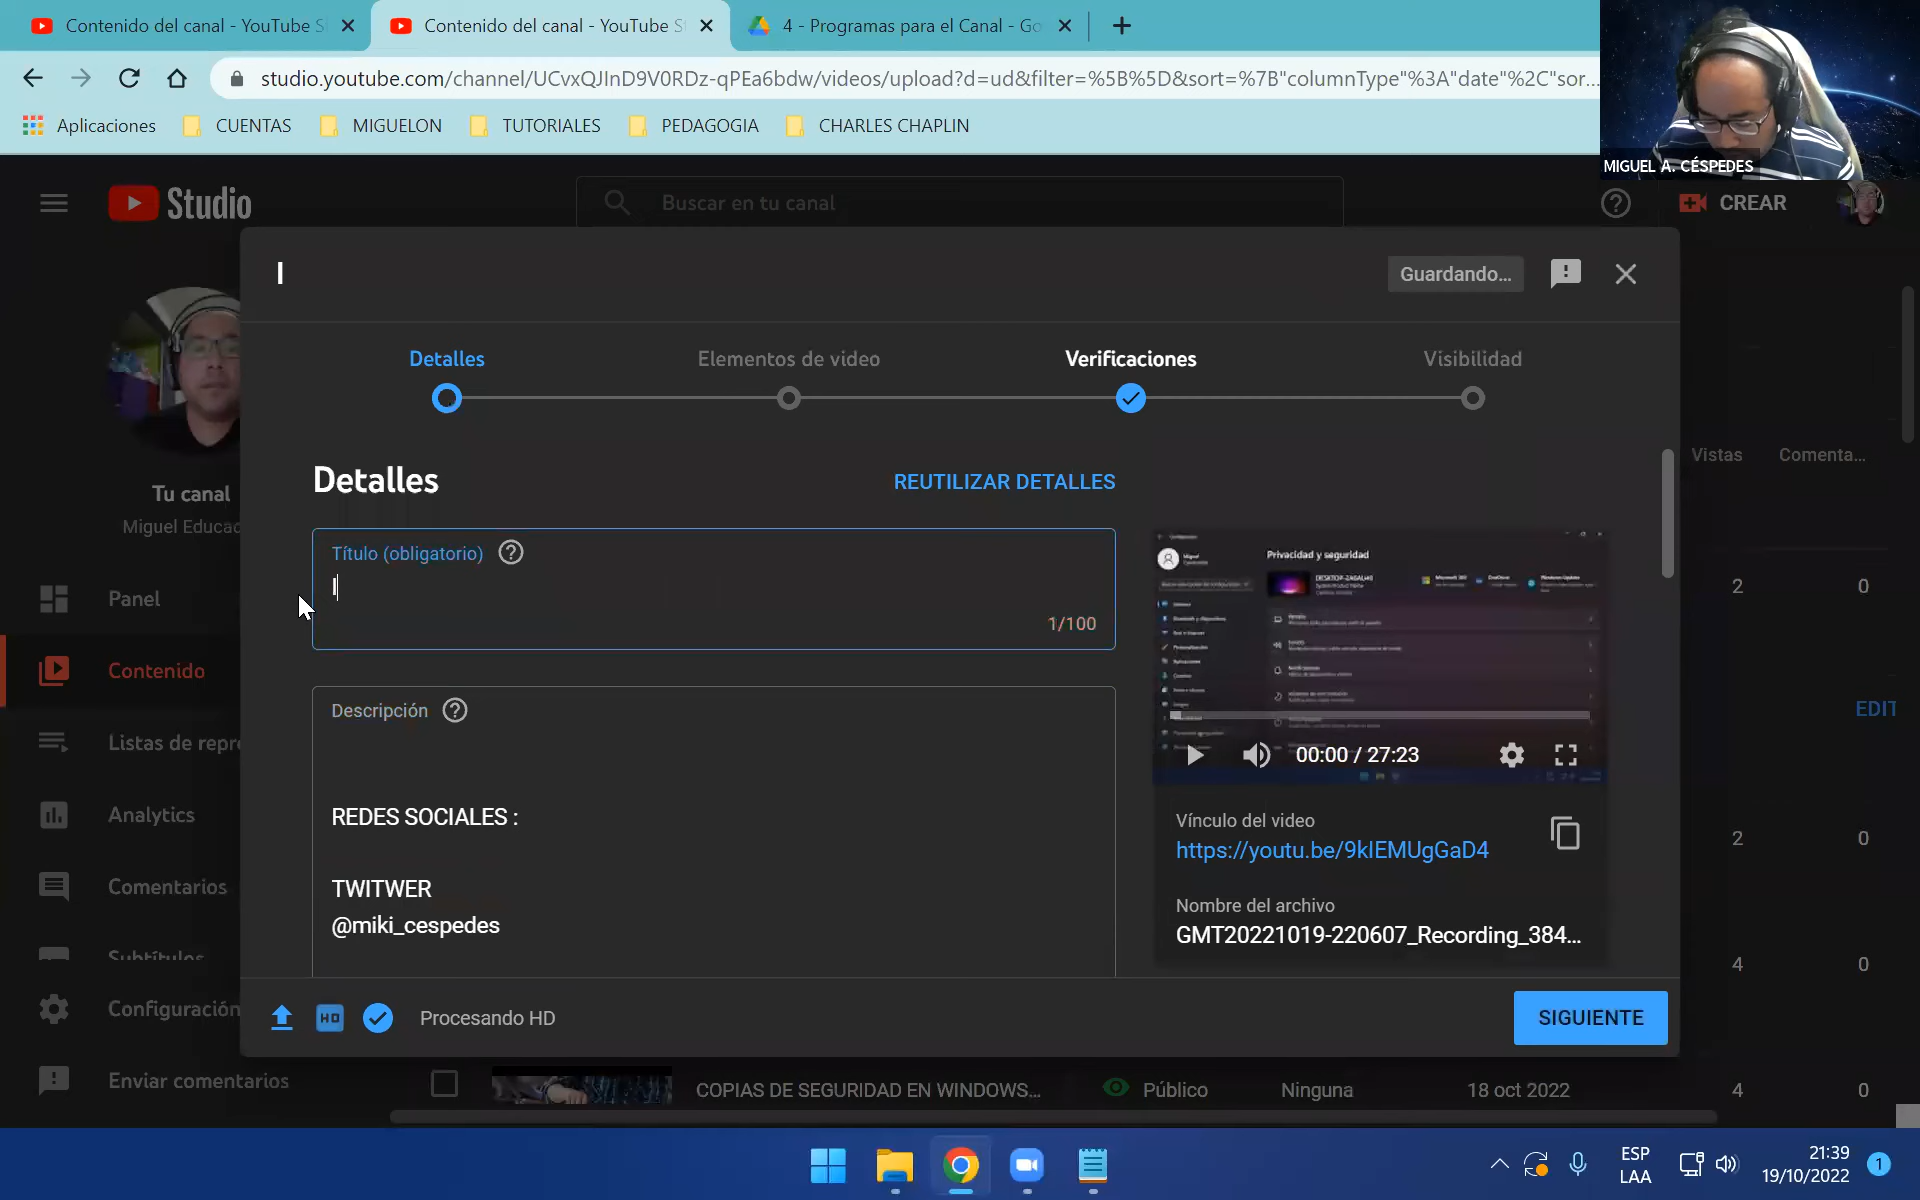 Contenido del canal - YouTube S
Contenido del canal - YouTube S
4 - Programas para el Canal - Go
studio.youtube.com/channel/UCvxQJInD9V0RDz-qPEa6bdw/videos/upload?d=ud&filter=%5B%5D&sort=%7B"columnType"%3A"date"%2C"sor...
Aplicaciones
CUENTAS
MIGUELON
TUTORIALES
PEDAGOGIA
CHARLES CHAPLIN
MIGUEL A. CÉSPEDES
Studio
Buscar en tu canal
CREAR
I
Guardando...
Detalles
Elementos de video
Verificaciones
Visibilidad
Vistas
Comenta...
Detalles
REUTILIZAR DETALLES
Tu canal
Miguel Educac
Título (obligatorio)
I
1/100
Privacidad y seguridad
Panel
2
0
Contenido
Descripción
EDIT
Listas de repr
00:00 / 27:23
REDES SOCIALES :
Analytics
Vínculo del video
https://youtu.be/9kIEMUgGaD4
2
0
TWITWER
@miki_cespedes
Comentarios
Nombre del archivo
GMT20221019-220607_Recording_384...
Subtítulos
4
0
Configuración
HD
Procesando HD
SIGUIENTE
Enviar comentarios
COPIAS DE SEGURIDAD EN WINDOWS...
Público
Ninguna
18 oct 2022
4
0
ESP
LAA
21:39
19/10/2022
1